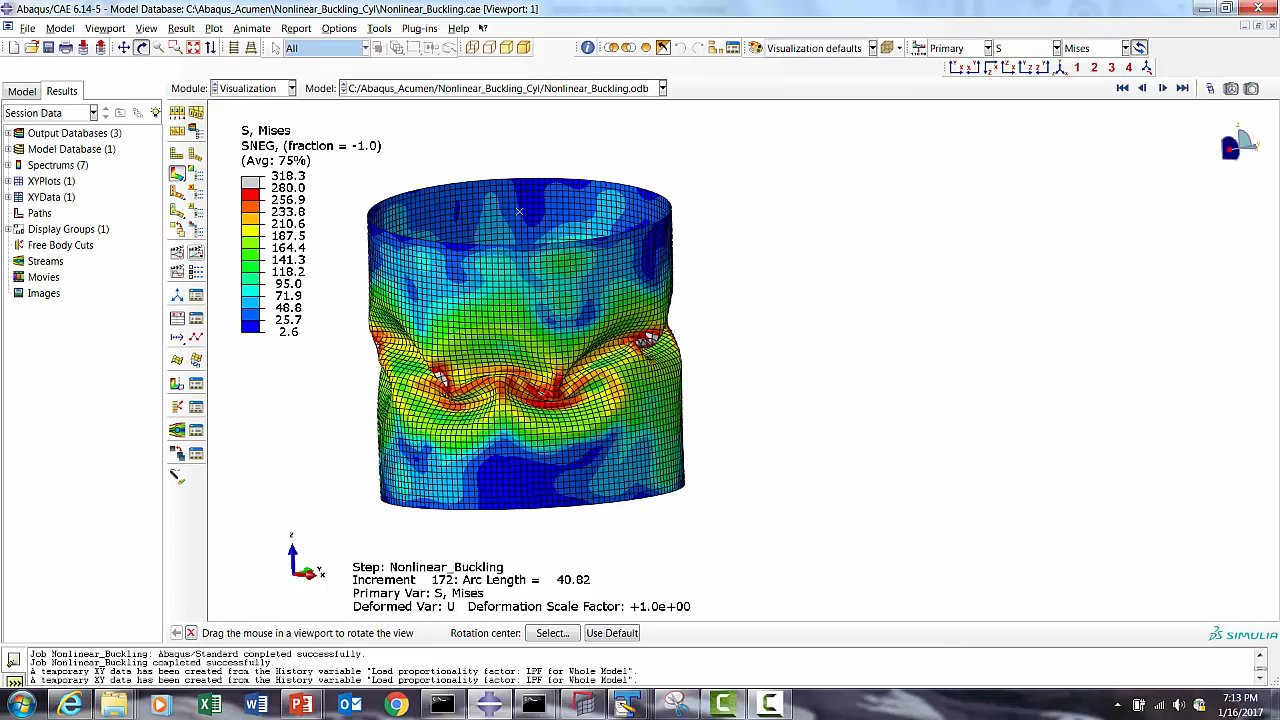 Abaqus/CAE 6.14-5 - Model Database: C:\Abaqus_Acumen\Nonlinear_Buckling_Cyl\Nonlinear_Buckling.cae [Viewport: 1]
File Model Viewport View Result Plot Animate Report Options Tools Plug-ins Help
All
Visualization defaults
Primary
S
Mises
1 2 3 4
Model Results
Module: Visualization Model: C:/Abaqus_Acumen/Nonlinear_Buckling_Cyl/Nonlinear_Buckling.odb
Session Data
Output Databases (3)
Model Database (1)
Spectrums (7)
XYPlots (1)
XYData (1)
Paths
Display Groups (1)
Free Body Cuts
Streams
Movies
Images
S, Mises
SNEG, (fraction = -1.0)
(Avg: 75%)
318.3
280.0
256.9
233.8
210.6
187.5
164.4
141.3
118.2
95.0
71.9
48.8
25.7
2.6
Z
Y
X
Step: Nonlinear_Buckling
Increment 172: Arc Length = 40.82
Primary Var: S, Mises
Deformed Var: U Deformation Scale Factor: +1.0e+00
Drag the mouse in a viewport to rotate the view Rotation center: Select... Use Default
SIMULIA
Job Nonlinear_Buckling: Abaqus/Standard completed successfully.
Job Nonlinear_Buckling completed successfully.
A temporary XY data has been created from the History variable "Load proportionality factor: LPF for Whole Model".
A temporary XY data has been created from the History variable "Load proportionality factor: LPF for Whole Model".
7:13 PM
1/16/2017